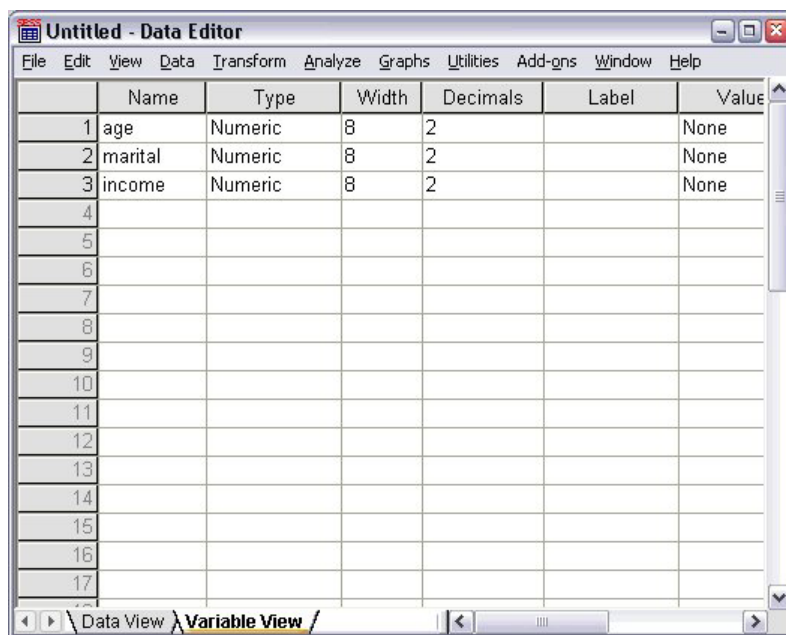 Untitled - Data Editor
File Edit View Data Transform Analyze Graphs Utilities Add-ons Window Help
Name Type Width Decimals Label Value
1 age Numeric 8 2 None
2 marital Numeric 8 2 None
3 income Numeric 8 2 None
4
5
6
7
8
9
10
11
12
13
14
15
16
17
Data View Variable View